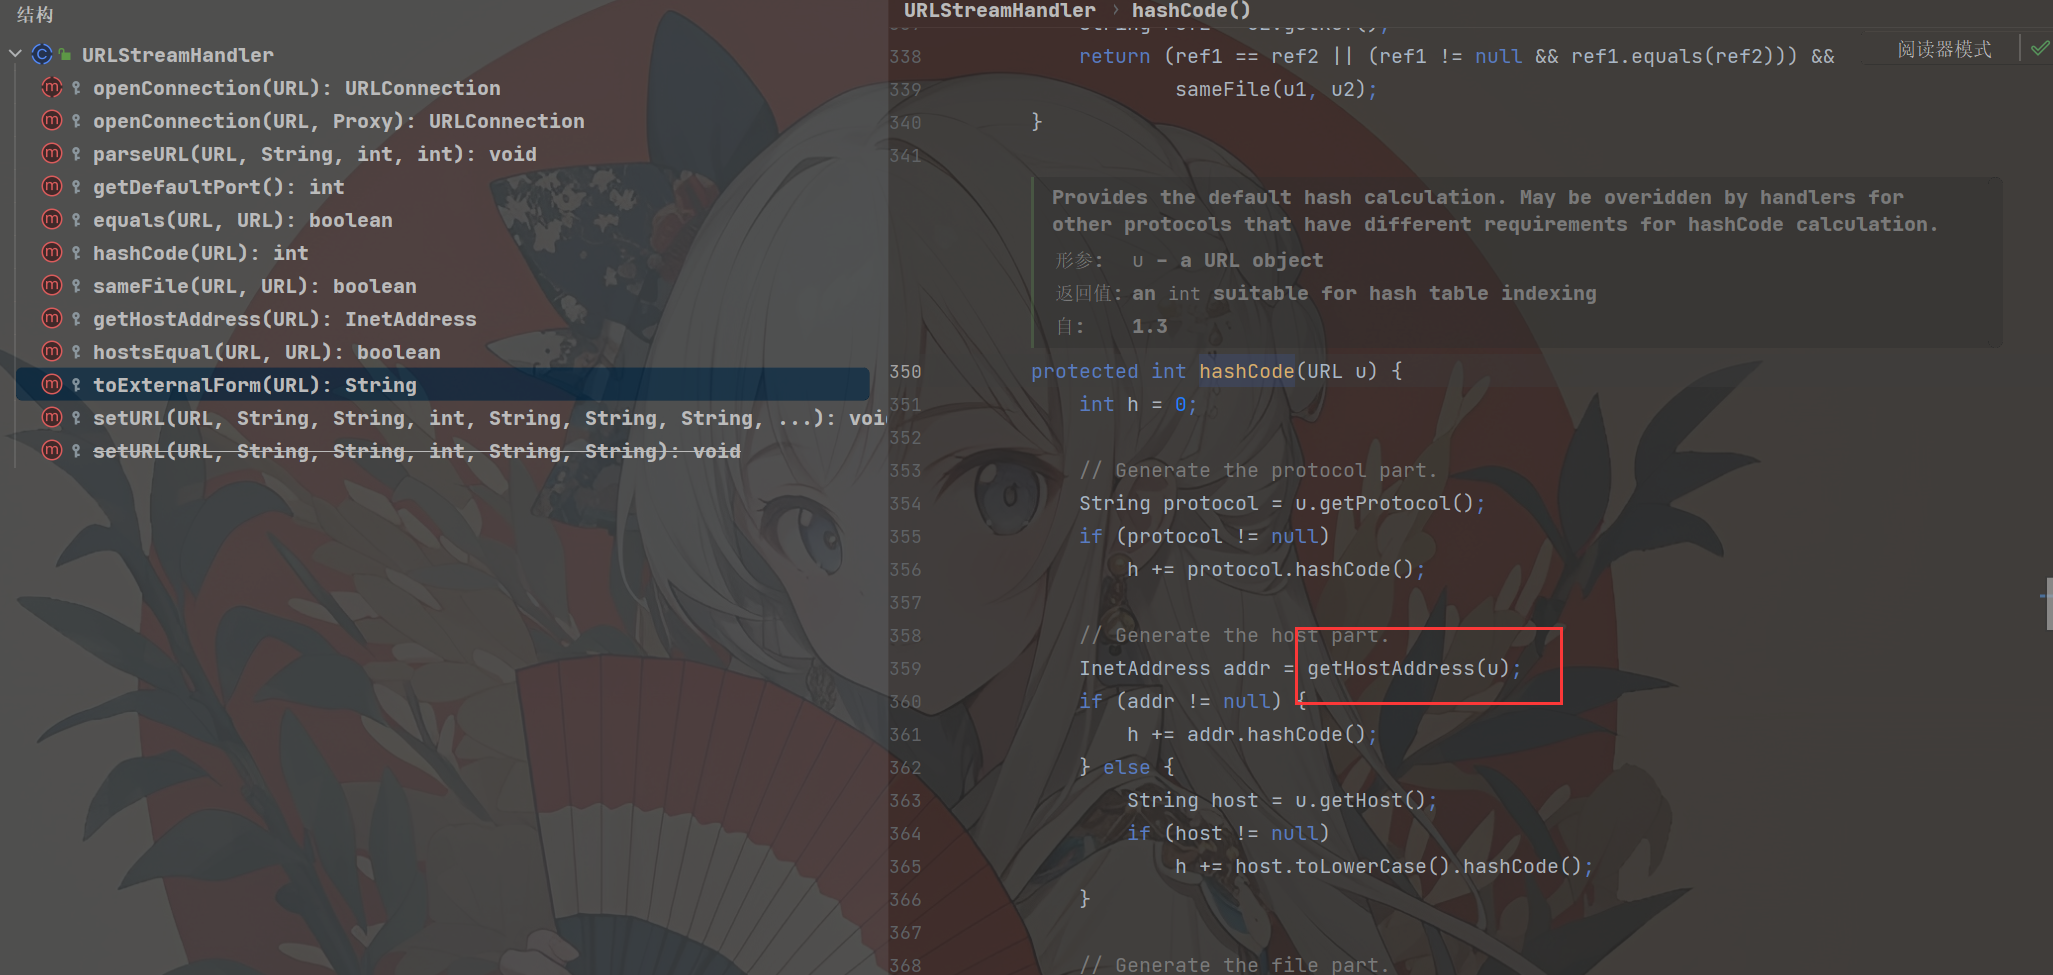 结构
URLStreamHandler
openConnection(URL): URLConnection
openConnection(URL, Proxy): URLConnection
parseURL(URL, String, int, int): void
getDefaultPort(): int
equals(URL, URL): boolean
hashCode(URL): int
sameFile(URL, URL): boolean
getHostAddress(URL): InetAddress
hostsEqual(URL, URL): boolean
toExternalForm(URL): String
setURL(URL, String, String, int, String, String, String, ...): voi
setURL(URL, String, String, int, String, String): void
URLStreamHandler › hashCode()
阅读器模式
338 return (ref1 == ref2 || (ref1 != null && ref1.equals(ref2))) &&
339 sameFile(u1, u2);
340 }
341
Provides the default hash calculation. May be overidden by handlers for
other protocols that have different requirements for hashCode calculation.
形参: u – a URL object
返回值: an int suitable for hash table indexing
自: 1.3
350 protected int hashCode(URL u) {
351 int h = 0;
352
353 // Generate the protocol part.
354 String protocol = u.getProtocol();
355 if (protocol != null)
356 h += protocol.hashCode();
357
358 // Generate the host part.
359 InetAddress addr = getHostAddress(u);
360 if (addr != null) {
361 h += addr.hashCode();
362 } else {
363 String host = u.getHost();
364 if (host != null)
365 h += host.toLowerCase().hashCode();
366 }
367
368 // Generate the file part.